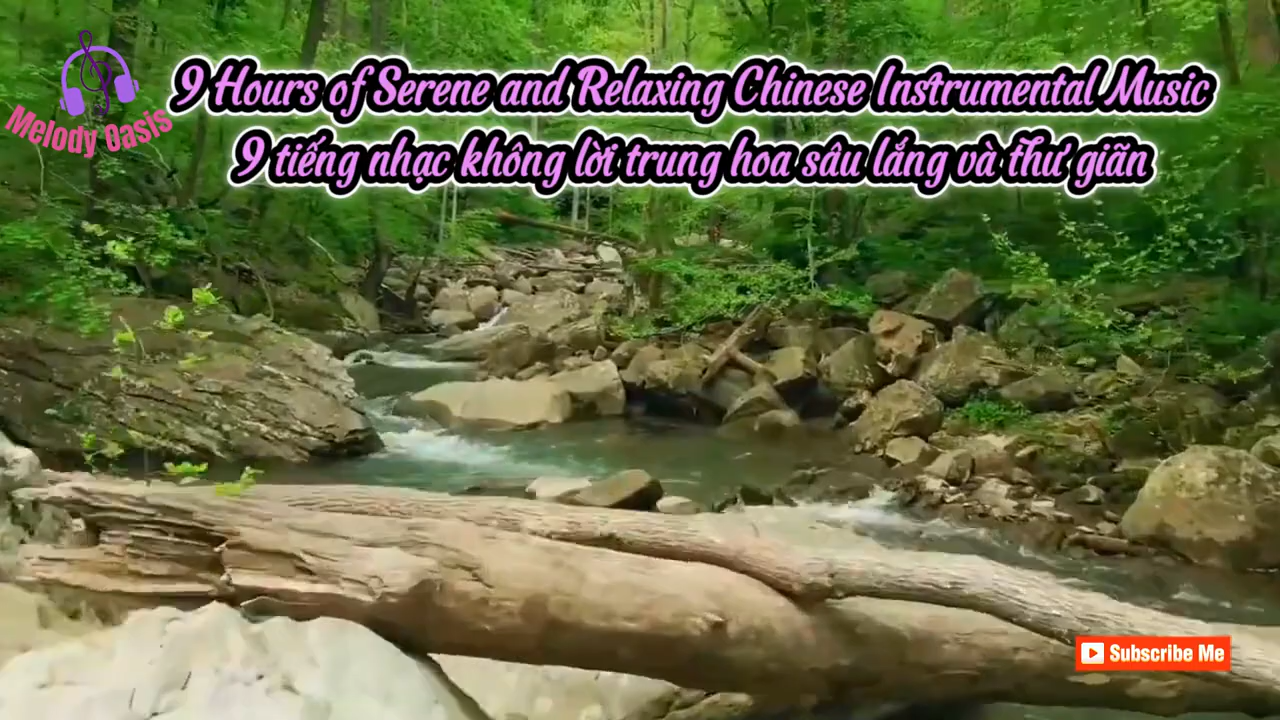 Melody Oasis
9 Hours of Serene and Relaxing Chinese Instrumental Music
9 tiếng nhạc không lời trung hoa sâu lắng và thư giãn
Subscribe Me